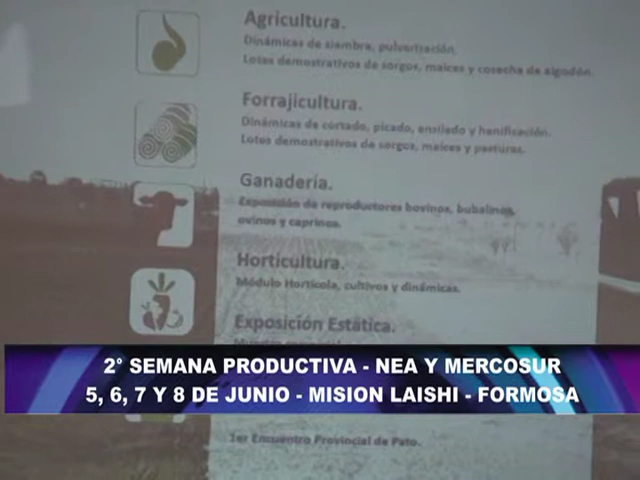 Agricultura.
Dinámicas de siembra, pulverización.
Lotes demostrativos de sorgos, maíces y cosecha de algodón.
Forrajicultura.
Dinámicas de cortado, picado, ensilado y henificación.
Lotes demostrativos de sorgos, maíces y pasturas.
Ganadería.
Exposición de reproductores bovinos, bubalinos,
ovinos y caprinos.
Horticultura.
Módulo Hortícola, cultivos y dinámicas.
Exposición Estática.
2° SEMANA PRODUCTIVA - NEA Y MERCOSUR
5, 6, 7 Y 8 DE JUNIO - MISION LAISHI - FORMOSA
1er Encuentro Provincial de Pato.